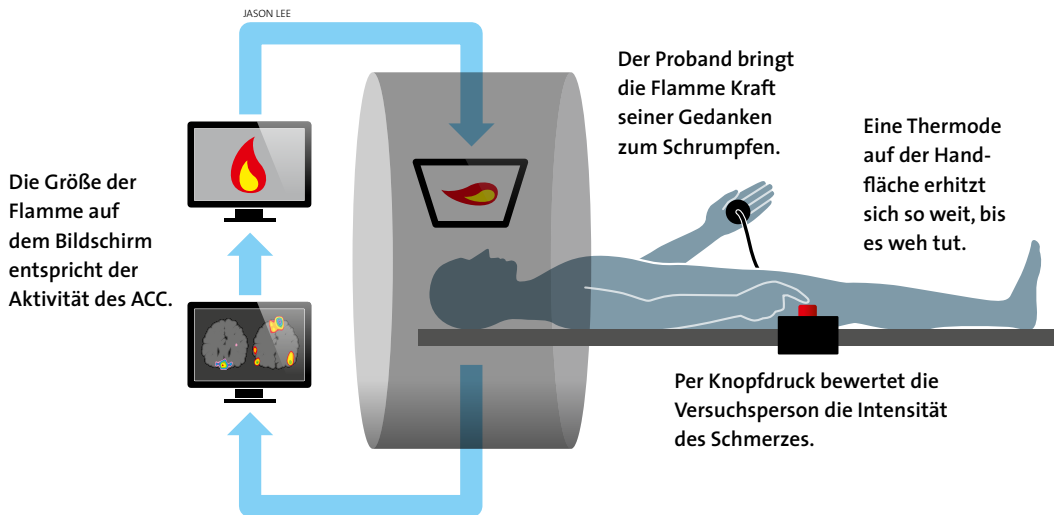 JASON LEE
Die Größe der
Flamme auf
dem Bildschirm
entspricht der
Aktivität des ACC.
Der Proband bringt
die Flamme Kraft
seiner Gedanken
zum Schrumpfen.
Eine Thermode
auf der Hand-
fläche erhitzt
sich so weit, bis
es weh tut.
Per Knopfdruck bewertet die
Versuchsperson die Intensität
des Schmerzes.